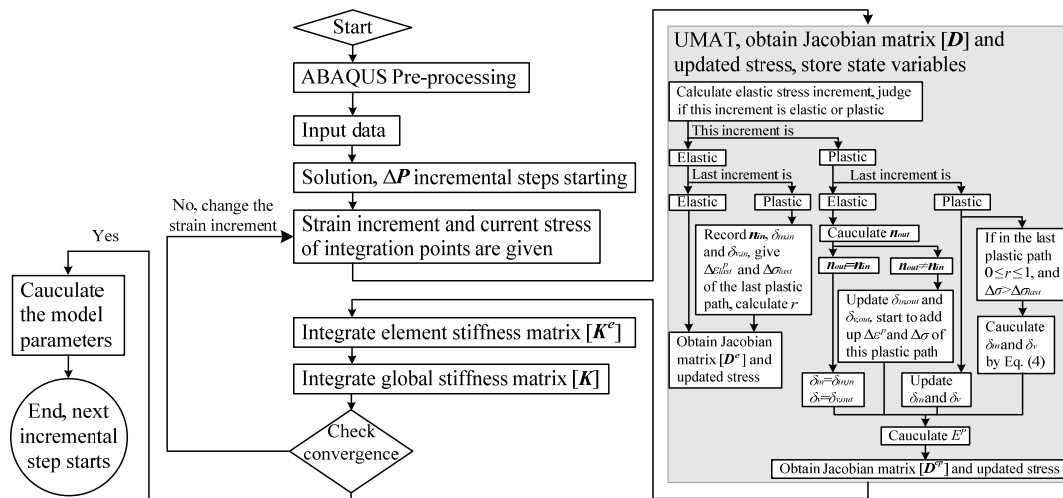 Start
ABAQUS Pre-processing
Input data
Solution, ΔP incremental steps starting
No, change the
strain increment
Strain increment and current stress
of integration points are given
Yes
Cauculate
the model
parameters
End, next
incremental
step starts
Integrate element stiffness matrix [Kᵉ]
Integrate global stiffness matrix [K]
Check
convergence
UMAT, obtain Jacobian matrix [D] and
updated stress, store state variables
Calculate elastic stress increment, judge
if this increment is elastic or plastic
This increment is
Elastic
Plastic
Last increment is
Last increment is
Elastic
Plastic
Elastic
Plastic
Record nin, δin,in
and δv,in, give
Δεᵖlast and Δσlast
of the last plastic
path, calculate r
Obtain Jacobian
matrix [Dᵉ] and
updated stress
Cauculate nout
nout=nin
nout≠nin
Update δin,out and
δv,out, start to add
up Δεᵖ and Δσ of
this plastic path
If in the last
plastic path
0≤r≤1, and
Δσ>Δσlast
Cauculate
δin and δv
by Eq. (4)
δin=δin,in
δv=δv,out
Update
δin and δv
Cauculate Eᵖ
Obtain Jacobian matrix [Dᵉᵖ] and updated stress